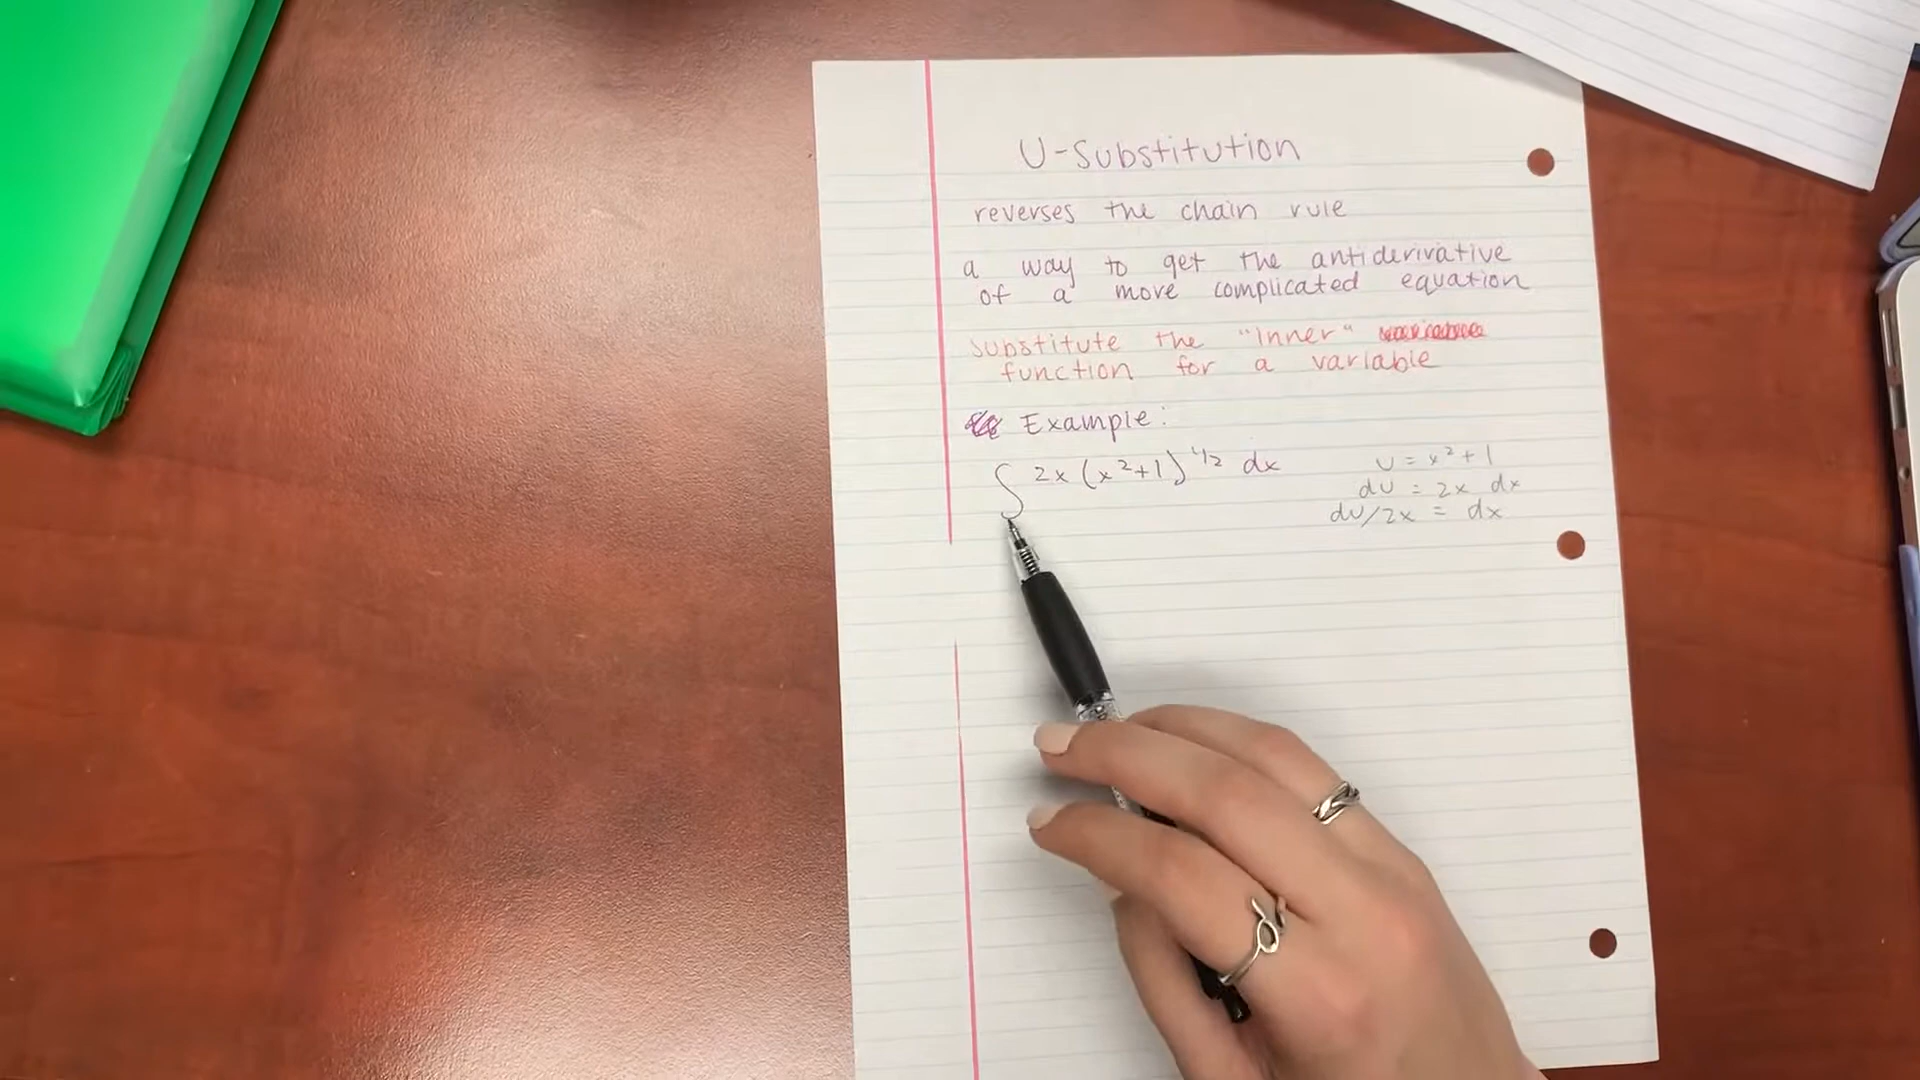 U-Substitution
reverses the chain rule
a way to get the antiderivative
of a more complicated equation
substitute the "inner"
function for a variable
Example:
∫ 2x (x²+1)^1/2 dx
u = x²+1
du = 2x dx
du/2x = dx